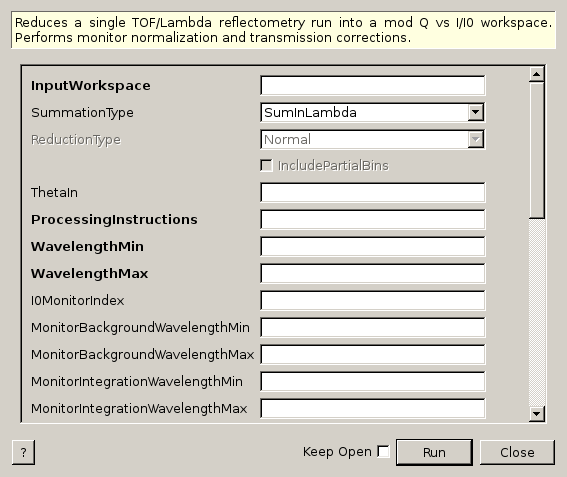 Reduces a single TOF/Lambda reflectometry run into a mod Q vs I/I0 workspace.
Performs monitor normalization and transmission corrections.
InputWorkspace
SummationType SumInLambda
ReductionType Normal
IncludePartialBins
ThetaIn
ProcessingInstructions
WavelengthMin
WavelengthMax
I0MonitorIndex
MonitorBackgroundWavelengthMin
MonitorBackgroundWavelengthMax
MonitorIntegrationWavelengthMin
MonitorIntegrationWavelengthMax
? Keep Open Run Close